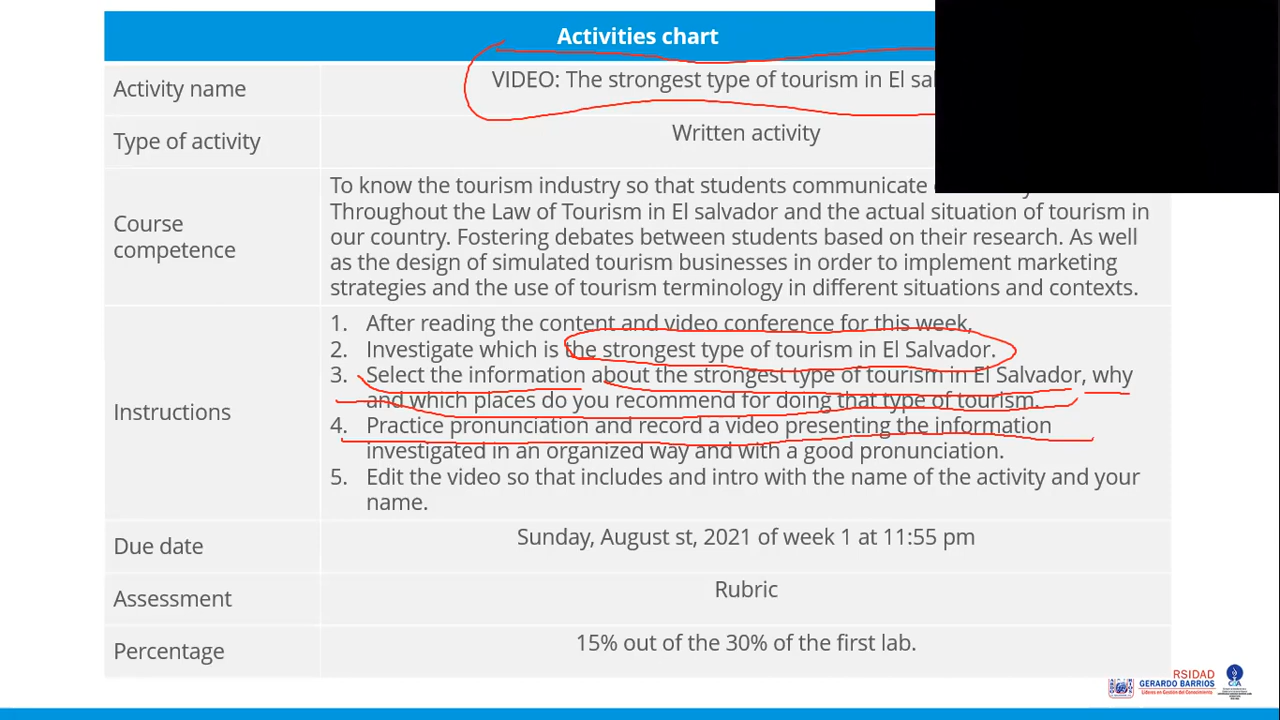 Activities chart
Activity name
VIDEO: The strongest type of tourism in El
Type of activity
Written activity
To know the tourism industry so that students communicate
Course
competence
Throughout the Law of Tourism in El salvador and the actual situation of tourism in
our country. Fostering debates between students based on their research. As well
as the design of simulated tourism businesses in order to implement marketing
strategies and the use of tourism terminology in different situations and contexts.
Instructions
1. After reading the content and video conference for this week,
2. Investigate which is the strongest type of tourism in El Salvador.
3. Select the information about the strongest type of tourism in El Salvador, why
and which places do you recommend for doing that type of tourism.
4. Practice pronunciation and record a video presenting the information
investigated in an organized way and with a good pronunciation.
5. Edit the video so that includes and intro with the name of the activity and your
name.
Due date
Sunday, August st, 2021 of week 1 at 11:55 pm
Assessment
Rubric
Percentage
15% out of the 30% of the first lab.
RSIDAD
GERARDO BARRIOS